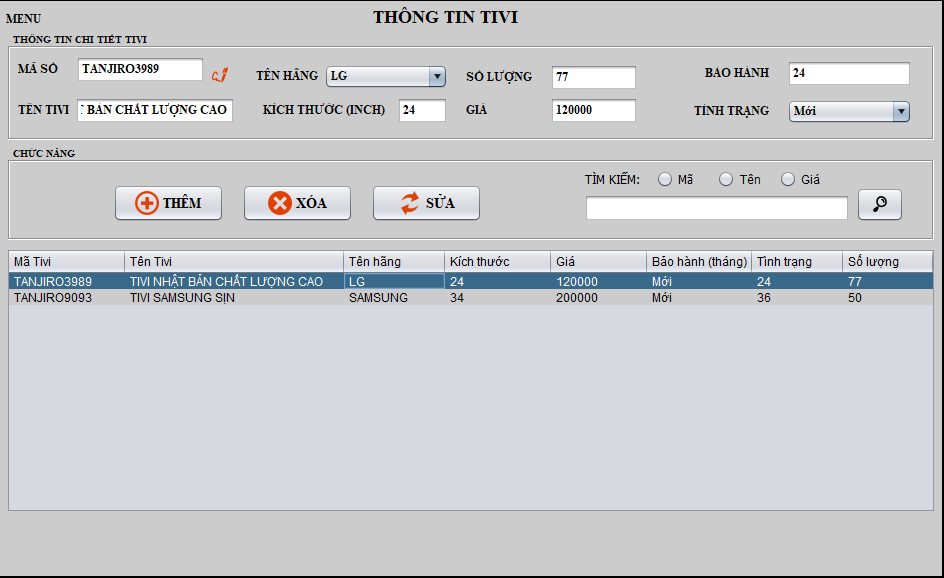 THÔNG TIN TIVI
MENU
THÔNG TIN CHI TIẾT TIVI
MÃ SỐ TANJIRO3989 TÊN HÃNG LG SỐ LƯỢNG 77 BẢO HÀNH 24
TÊN TIVI BẢN CHẤT LƯỢNG CAO KÍCH THƯỚC (INCH) 24 GIÁ 120000 TÌNH TRẠNG Mới
CHỨC NĂNG
TÌM KIẾM: Mã Tên Giá
THÊM XÓA SỬA
Mã Tivi Tên Tivi Tên hãng Kích thước Giá Bảo hành (tháng) Tình trạng Số lượng
TANJIRO3989 TIVI NHẬT BẢN CHẤT LƯỢNG CAO LG 24 120000 Mới 24 77
TANJIRO9093 TIVI SAMSUNG SỊN SAMSUNG 34 200000 Mới 36 50